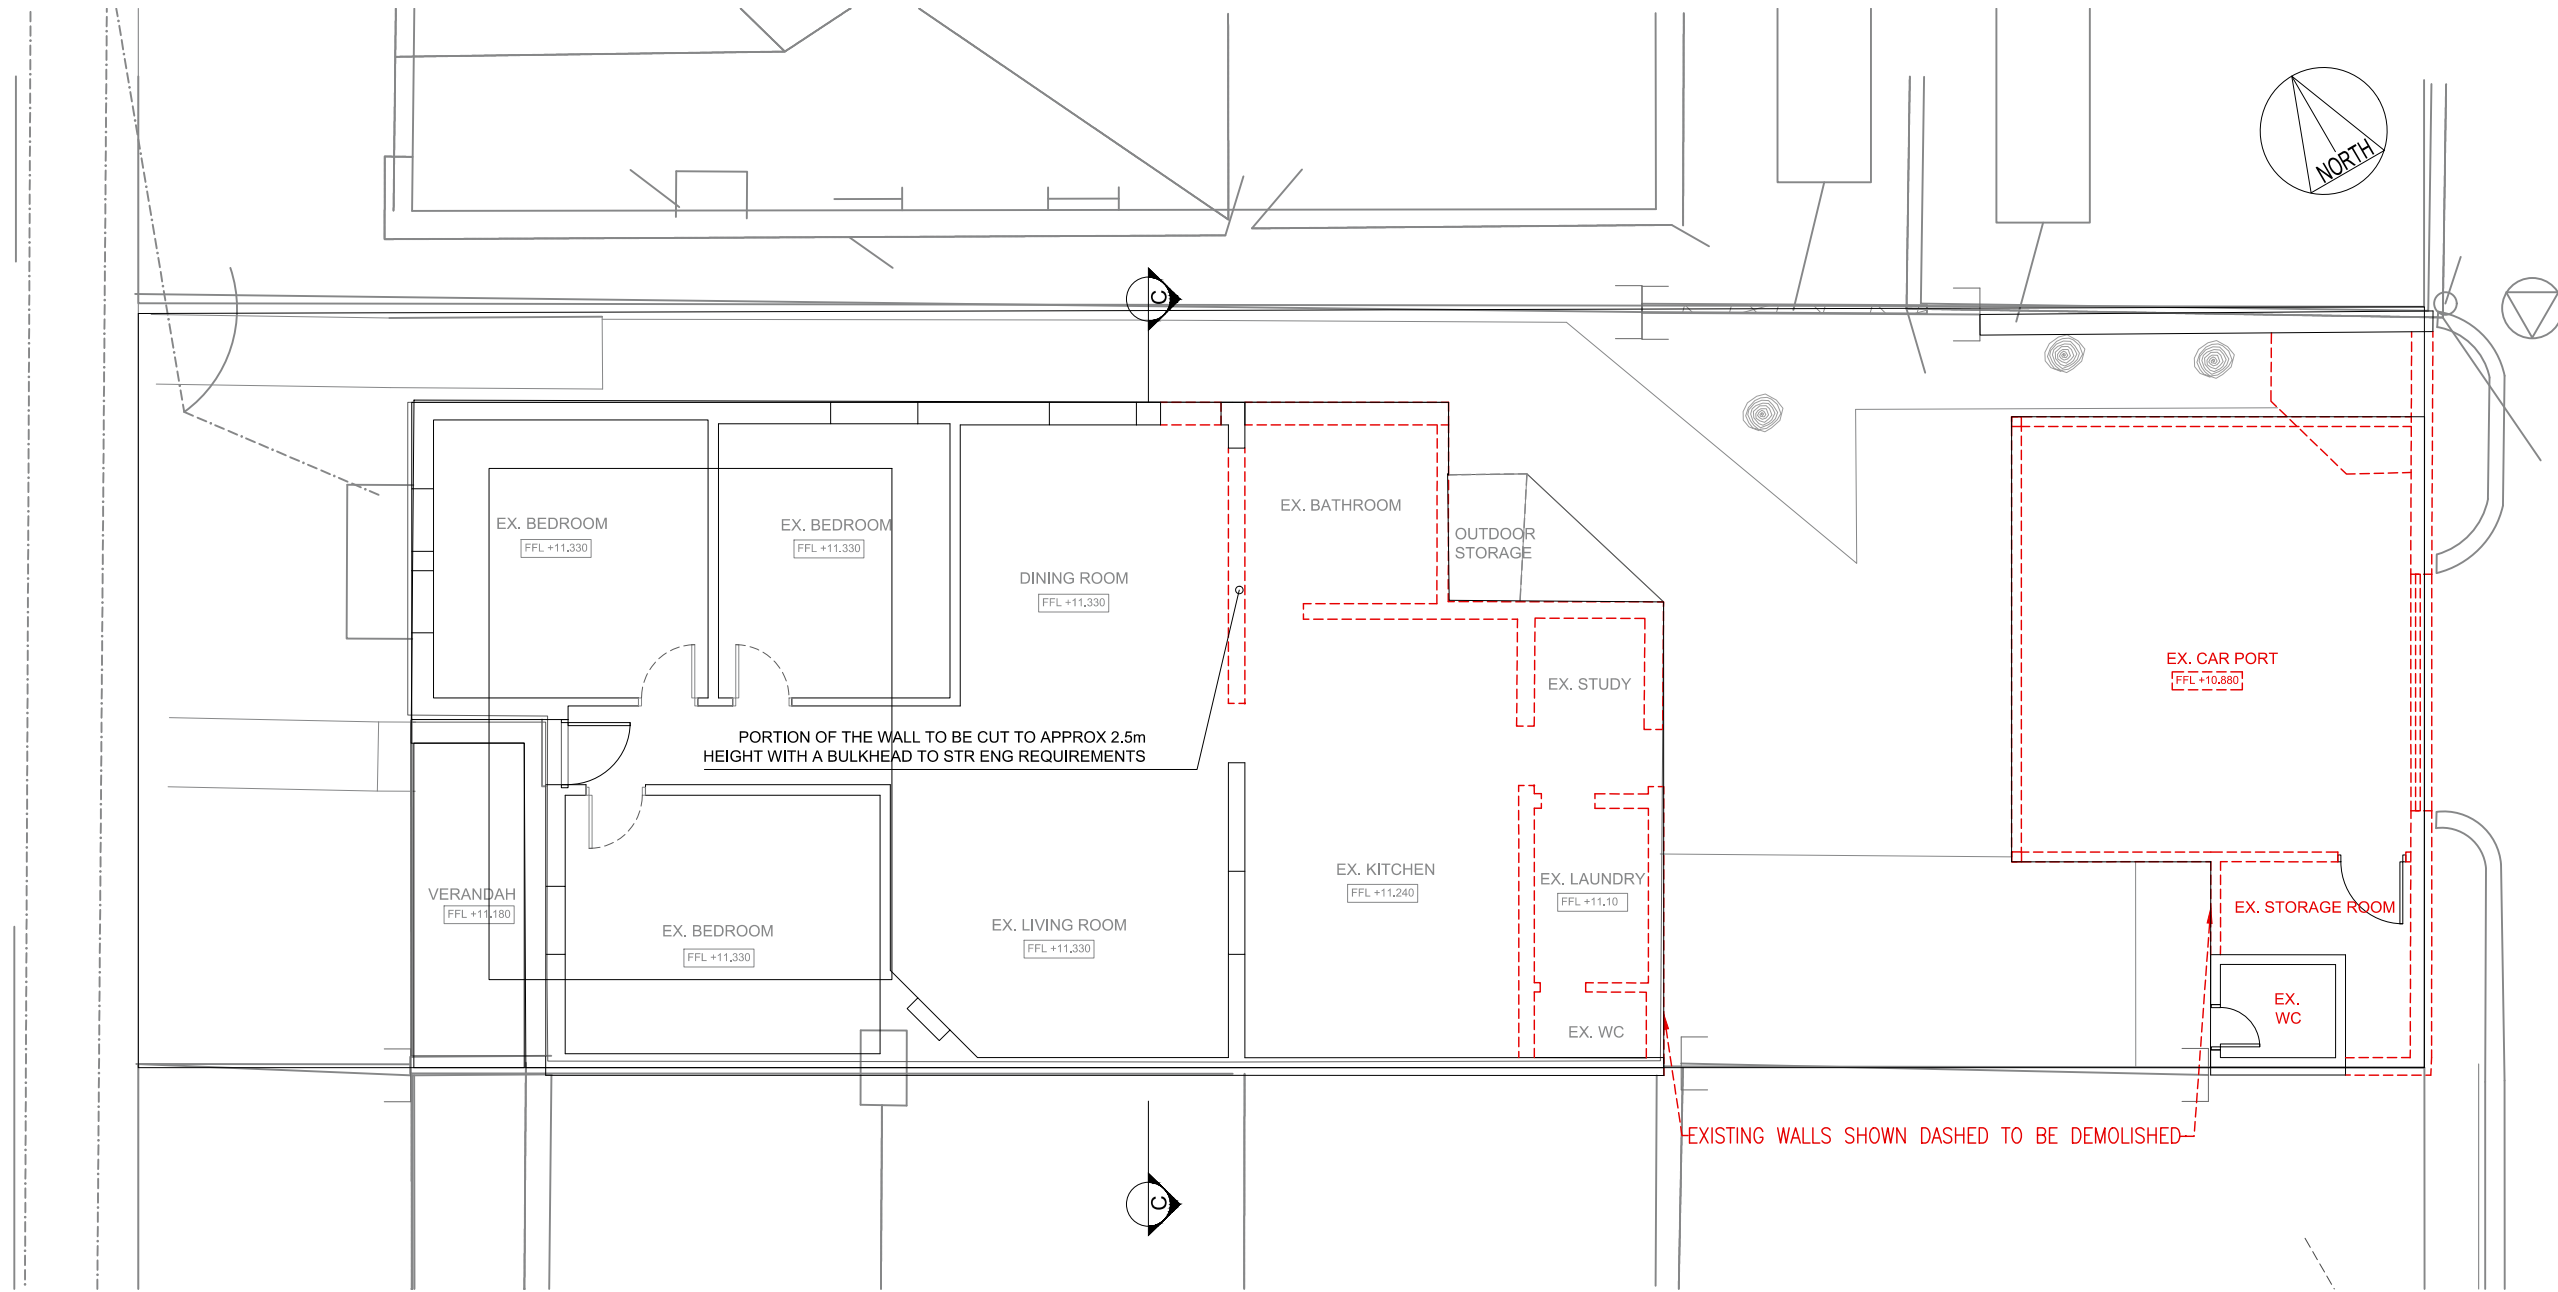 NORTH
C
EX. BEDROOM
FFL +11.330
EX. BEDROOM
FFL +11.330
DINING ROOM
FFL +11.330
EX. BATHROOM
OUTDOOR
STORAGE
EX. STUDY
EX. CAR PORT
FFL +10.880
PORTION OF THE WALL TO BE CUT TO APPROX 2.5m
HEIGHT WITH A BULKHEAD TO STR ENG REQUIREMENTS
VERANDAH
FFL +11.180
EX. BEDROOM
FFL +11.330
EX. LIVING ROOM
FFL +11.330
EX. KITCHEN
FFL +11.240
EX. LAUNDRY
FFL +11.10
EX. WC
EX. STORAGE ROOM
EX.
WC
EXISTING WALLS SHOWN DASHED TO BE DEMOLISHED
C